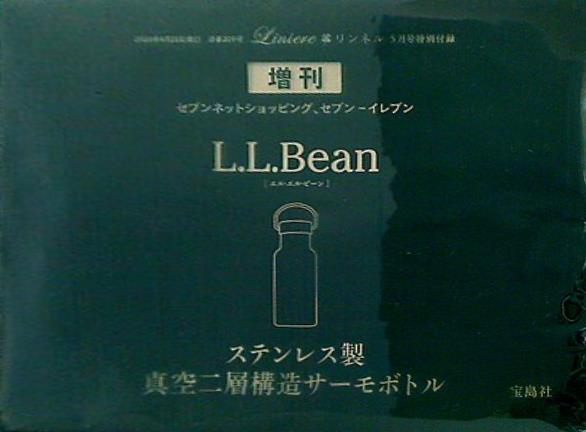 Liniere 増 リンネル 5月号特別付録
増刊
セブンネットショッピング、セブン-イレブン
L.L.Bean
[エル・エル・ビーン]
ステンレス製
真空二層構造サーモボトル
宝島社